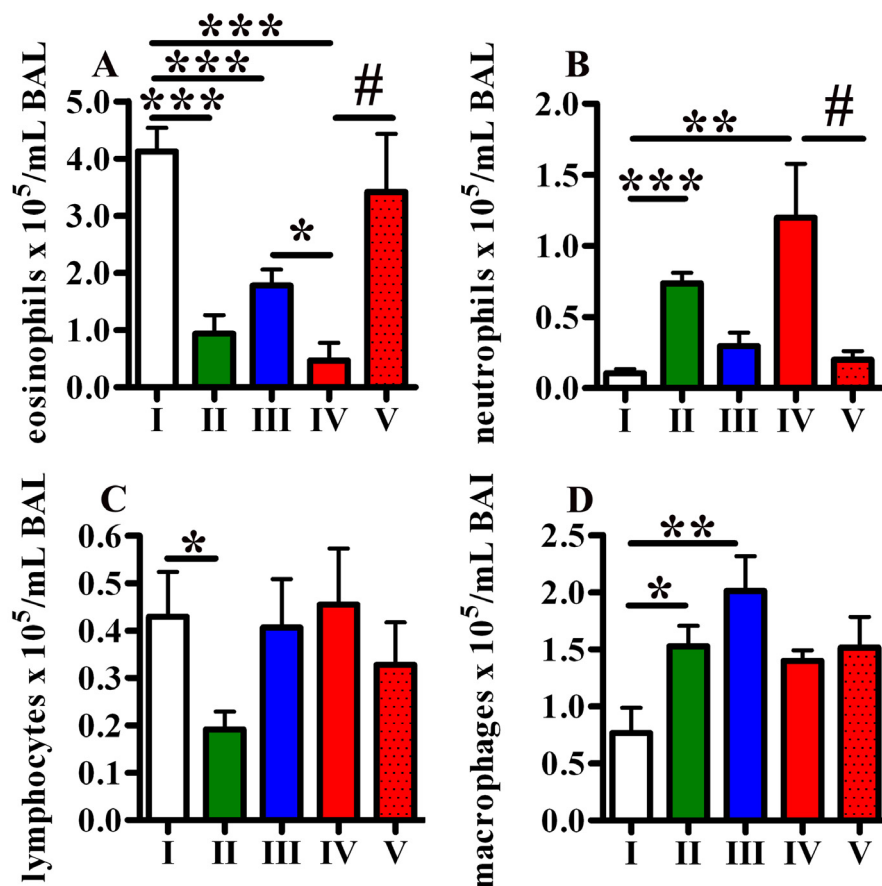 A
***
***
***
#
*
eosinophils x 10⁵/mL BAL
5.0
4.0
3.0
2.0
1.0
0.0
I II III IV V
B
**
#
***
neutrophils x 10⁵/mL BAL
2.0
1.5
1.0
0.5
0.0
I II III IV V
C
*
lymphocytes x 10⁵/mL BAL
0.6
0.5
0.4
0.3
0.2
0.1
0.0
I II III IV V
D
**
*
macrophages x 10⁵/mL BAI
2.5
2.0
1.5
1.0
0.5
0.0
I II III IV V